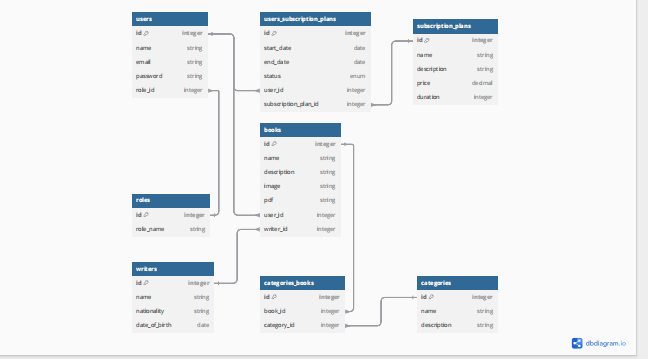 users
id integer
name string
email string
password string
role_id integer
users_subscription_plans
id integer
start_date date
end_date date
status enum
user_id integer
subscription_plan_id integer
subscription_plans
id integer
name string
description string
price decimal
duration integer
books
id integer
name string
description string
image string
pdf string
user_id integer
writer_id integer
roles
id integer
role_name string
writers
id integer
name string
nationality string
date_of_birth date
categories_books
id integer
book_id integer
category_id integer
categories
id integer
name string
description string
dbdiagram.io